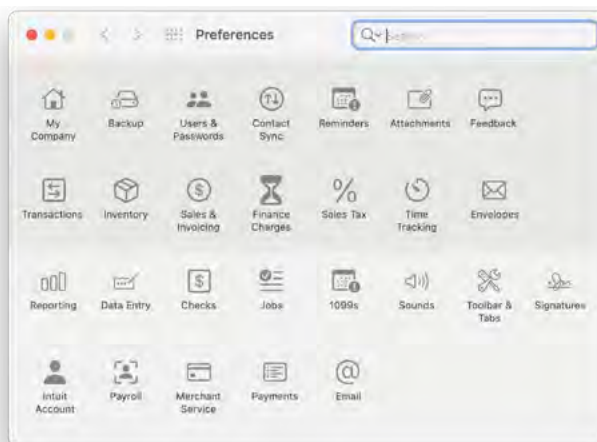 Preferences
Search
My Company
Backup
Users & Passwords
Contact Sync
Reminders
Attachments
Feedback
Transactions
Inventory
Sales & Invoicing
Finance Charges
Sales Tax
Time Tracking
Envelopes
Reporting
Data Entry
Checks
Jobs
1099s
Sounds
Toolbar & Tabs
Signatures
Intuit Account
Payroll
Merchant Service
Payments
Email